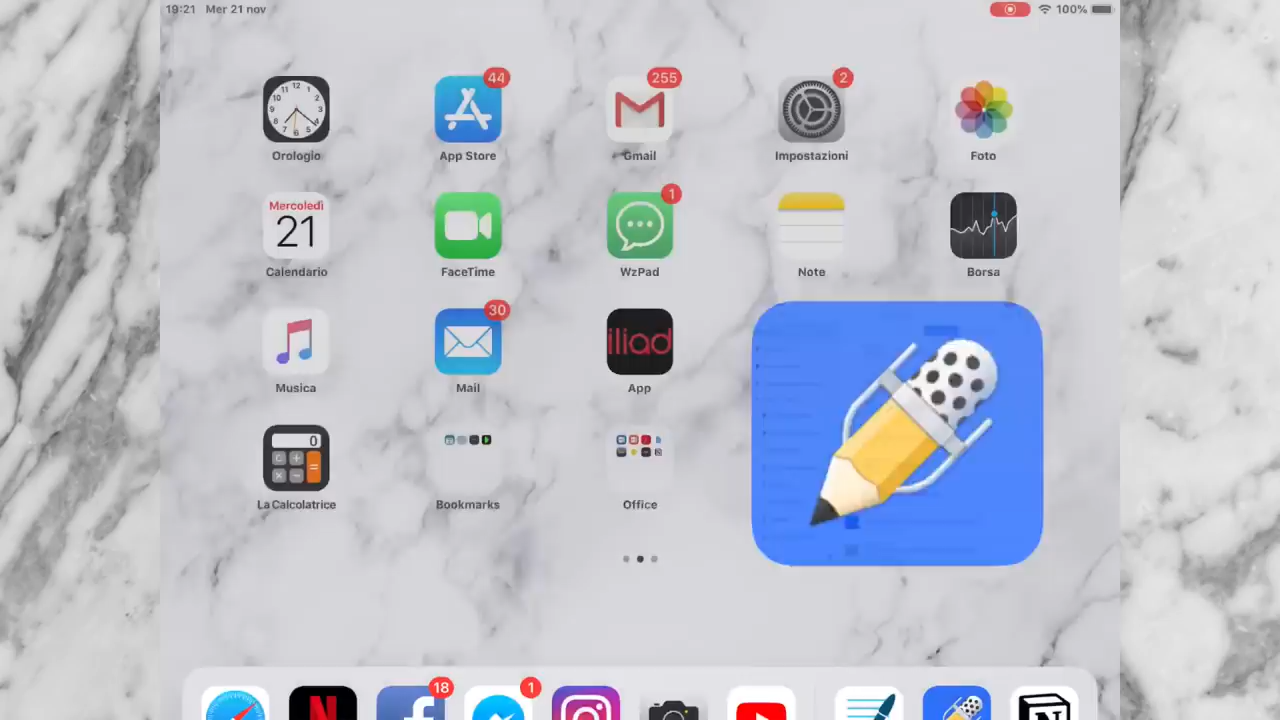 19:21 Mer 21 nov 100%
44 255 2
Orologio App Store Gmail Impostazioni Foto
Mercoledì 1
21
Calendario FaceTime WzPad Note Borsa
30
iliad
Musica Mail App
0
La Calcolatrice Bookmarks Office
18 1